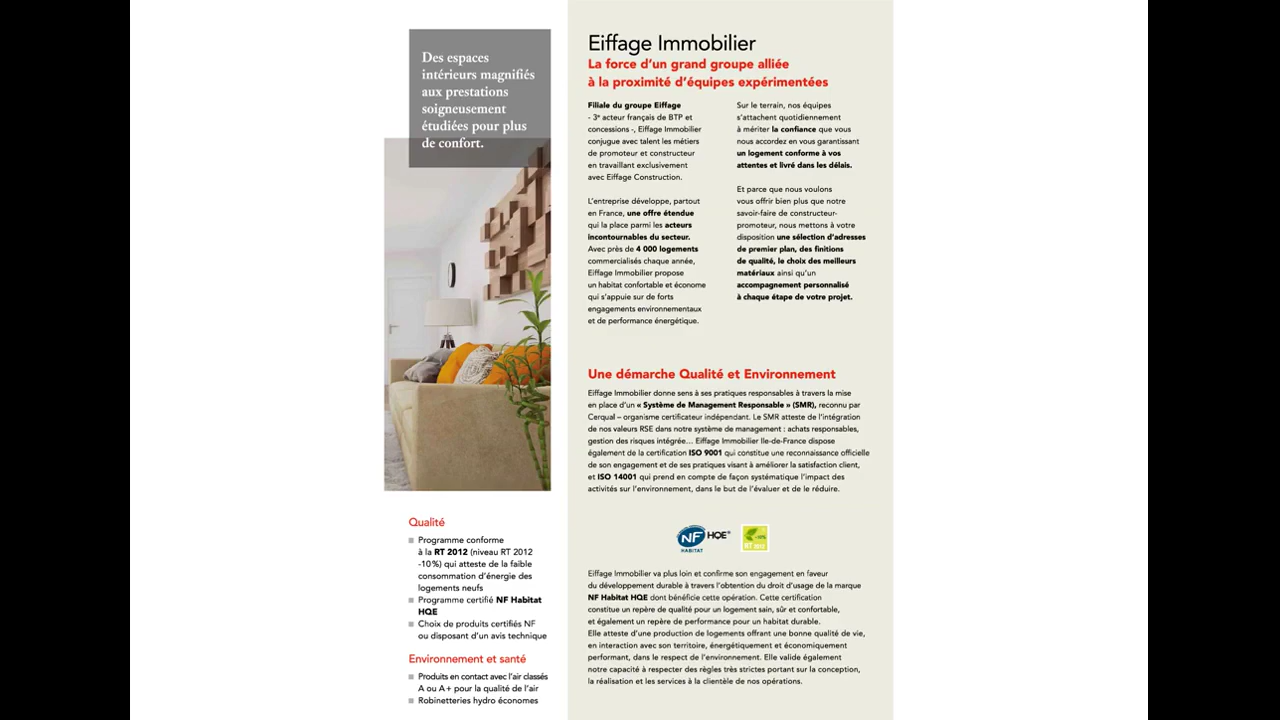 Des espaces
intérieurs magnifiés
aux prestations
soigneusement
étudiées pour plus
de confort.
Qualité
Programme conforme
à la RT 2012 (niveau RT 2012
-10%) qui atteste de la faible
consommation d'énergie des
logements neufs
Programme certifié NF Habitat
HQE
Choix de produits certifiés NF
ou disposant d'un avis technique
Environnement et santé
Produits en contact avec l'air classés
A ou A+ pour la qualité de l'air
Robinetteries hydro économes
Eiffage Immobilier
La force d'un grand groupe alliée
à la proximité d'équipes expérimentées
Filiale du groupe Eiffage
- 3e acteur français de BTP et
concessions -, Eiffage Immobilier
conjugue avec talent les métiers
de promoteur et constructeur
en travaillant exclusivement
avec Eiffage Construction.
L'entreprise développe, partout
en France, une offre étendue
qui la place parmi les acteurs
incontournables du secteur.
Avec près de 4 000 logements
commercialisés chaque année,
Eiffage Immobilier propose
un habitat confortable et économe
qui s'appuie sur de forts
engagements environnementaux
et de performance énergétique.
Sur le terrain, nos équipes
s'attachent quotidiennement
à mériter la confiance que vous
nous accordez en vous garantissant
un logement conforme à vos
attentes et livré dans les délais.
Et parce que nous voulons
vous offrir bien plus que notre
savoir-faire de constructeur-
promoteur, nous mettons à votre
disposition une sélection d'adresses
de premier plan, des finitions
de qualité, le choix des meilleurs
matériaux ainsi qu'un
accompagnement personnalisé
à chaque étape de votre projet.
Une démarche Qualité et Environnement
Eiffage Immobilier donne sens à ses pratiques responsables à travers la mise
en place d'un « Système de Management Responsable » (SMR), reconnu par
Cerqual – organisme certificateur indépendant. Le SMR atteste de l'intégration
de nos valeurs RSE dans notre système de management : achats responsables,
gestion des risques intégrée... Eiffage Immobilier Ile-de-France dispose
également de la certification ISO 9001 qui constitue une reconnaissance officielle
de son engagement et de ses pratiques visant à améliorer la satisfaction client,
et ISO 14001 qui prend en compte de façon systématique l'impact des
activités sur l'environnement, dans le but de l'évaluer et de le réduire.
NF HQE
HABITAT
RT 2012
Eiffage Immobilier va plus loin et confirme son engagement en faveur
du développement durable à travers l'obtention du droit d'usage de la marque
NF Habitat HQE dont bénéficie cette opération. Cette certification
constitue un repère de qualité pour un logement sain, sûr et confortable,
et également un repère de performance pour un habitat durable.
Elle atteste d'une production de logements offrant une bonne qualité de vie,
en interaction avec son territoire, énergétiquement et économiquement
performant, dans le respect de l'environnement. Elle valide également
notre capacité à respecter des règles très strictes portant sur la conception,
la réalisation et les services à la clientèle de nos opérations.